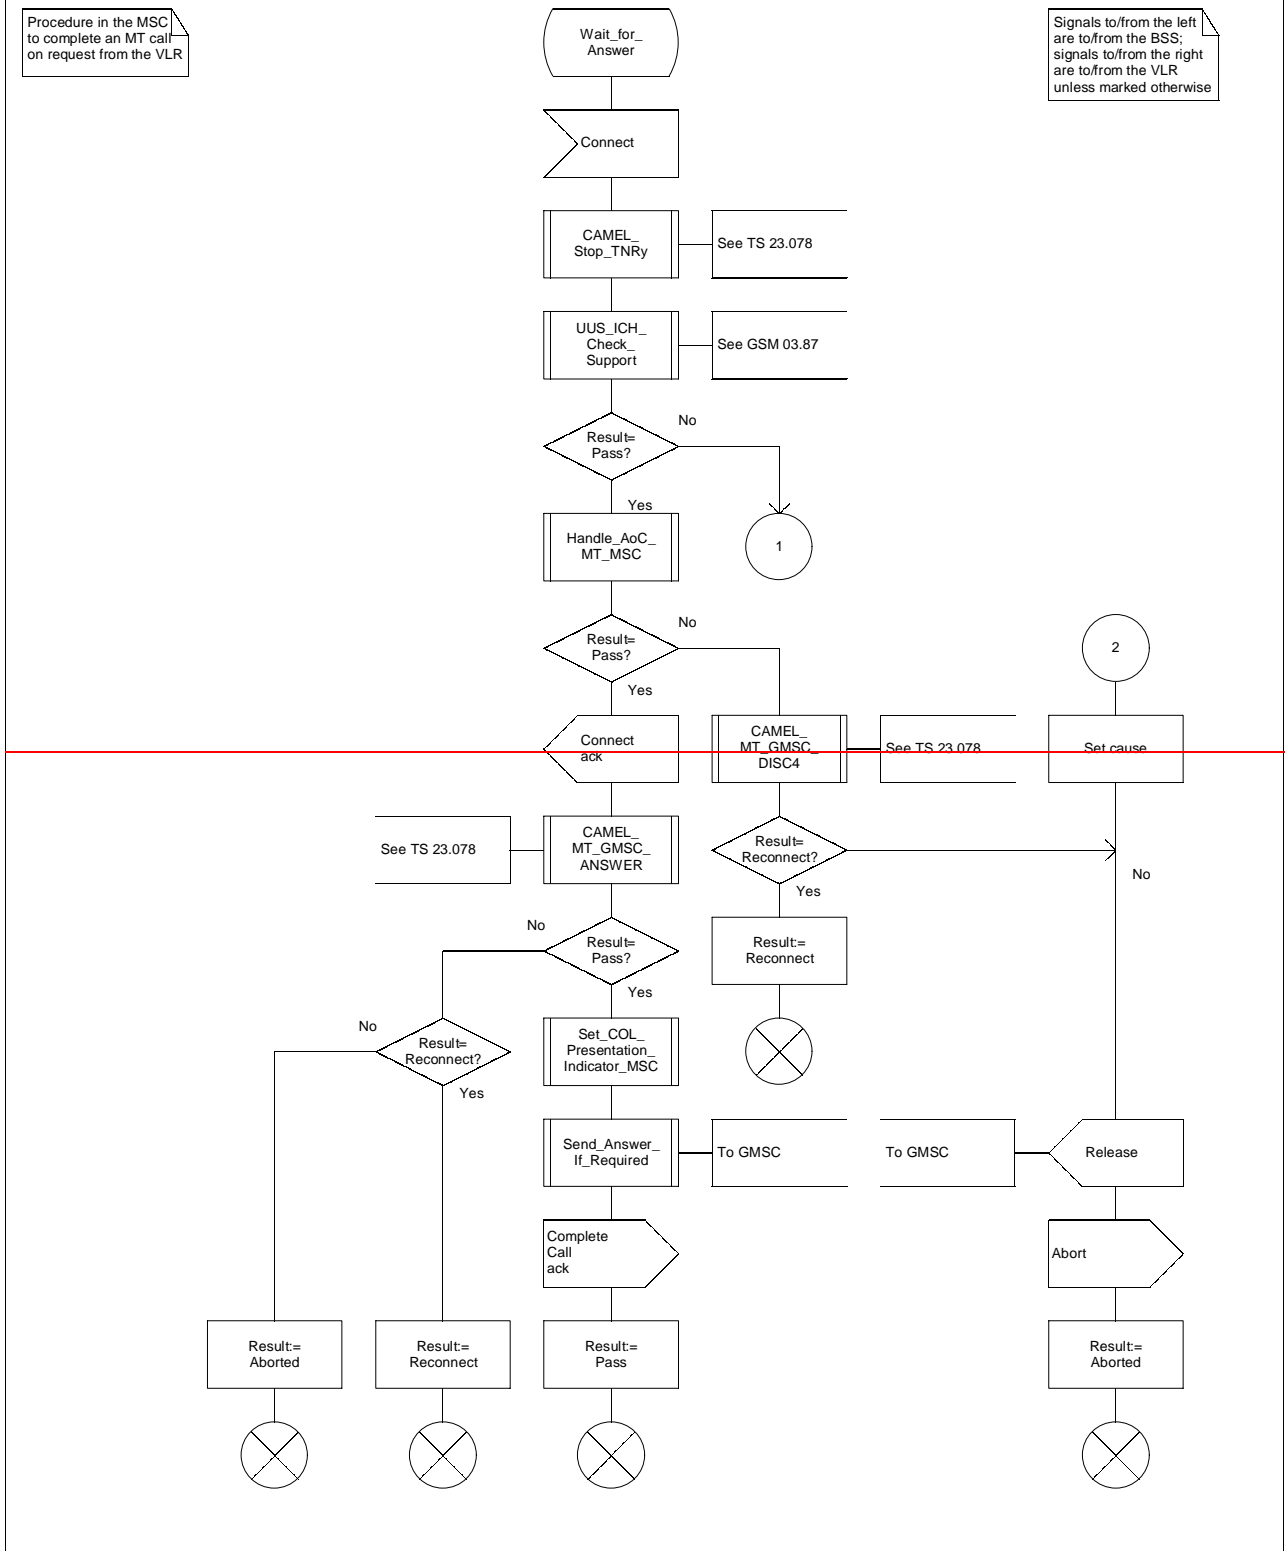 Procedure in the MSC
to complete an MT call
on request from the VLR
Signals to/from the left
are to/from the BSS;
signals to/from the right
are to/from the VLR
unless marked otherwise
Wait_for_
Answer
Connect
CAMEL_
Stop_TNRy
See TS 23.078
UUS_ICH_
Check_
Support
See GSM 03.87
Result=
Pass?
No
Yes
Handle_AoC_
MT_MSC
1
Result=
Pass?
No
Yes
2
Connect
ack
CAMEL_
MT_GMSC_
DISC4
See TS 23.078
Set cause
See TS 23.078
CAMEL_
MT_GMSC_
ANSWER
Result=
Reconnect?
No
Yes
Result=
Pass?
No
Yes
Result:=
Reconnect
Result=
Reconnect?
No
Yes
Set_COL_
Presentation_
Indicator_MSC
Send_Answer_
If_Required
To GMSC
To GMSC
Release
Complete
Call
ack
Abort
Result:=
Aborted
Result:=
Reconnect
Result:=
Pass
Result:=
Aborted